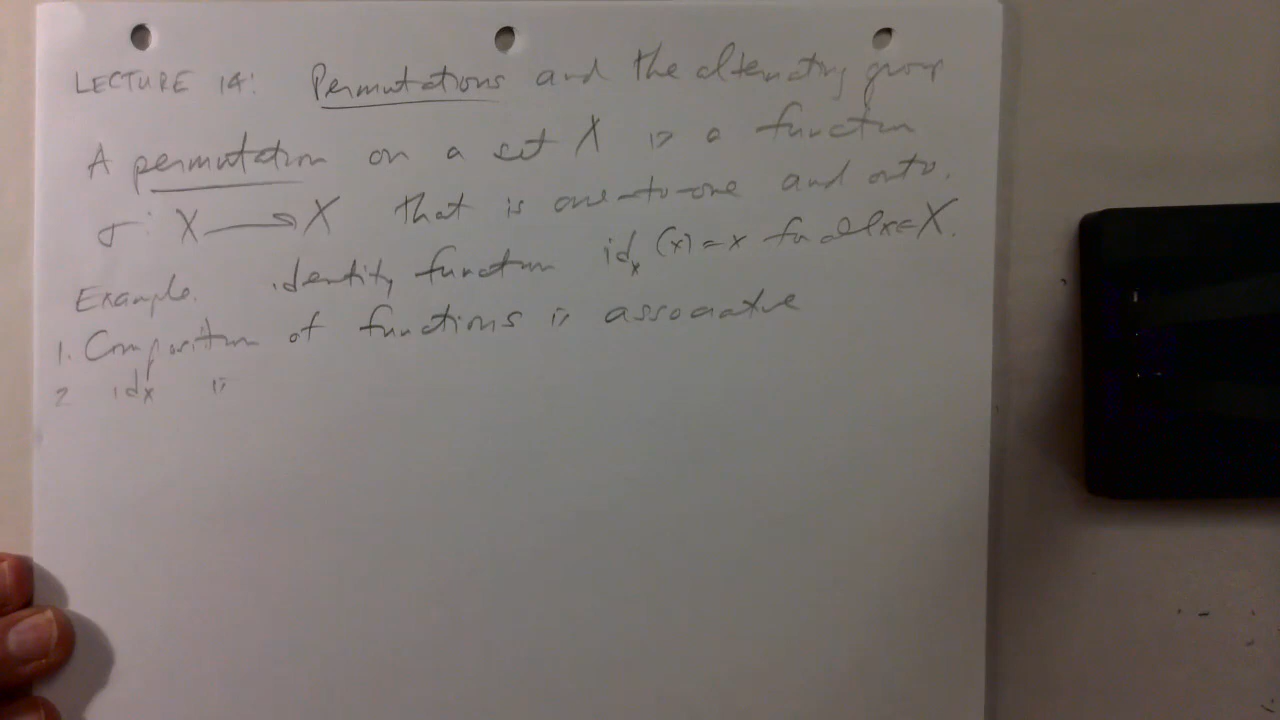 LECTURE 14: Permutations and the alternating group
A permutation on a set X is a function
σ: X → X that is one-to-one and onto.
Example. identity function id_x (x) = x for all x ∈ X.
1. Composition of functions is associative
2 idx is